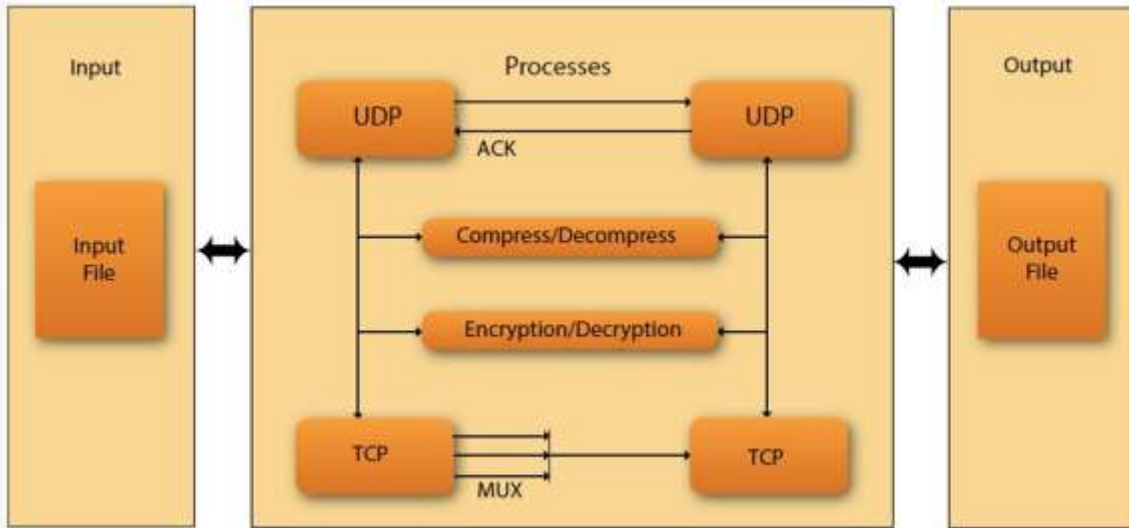 Input
Input
File
Processes
UDP
UDP
ACK
Compress/Decompress
Encryption/Decryption
TCP
TCP
MUX
Output
Output
File